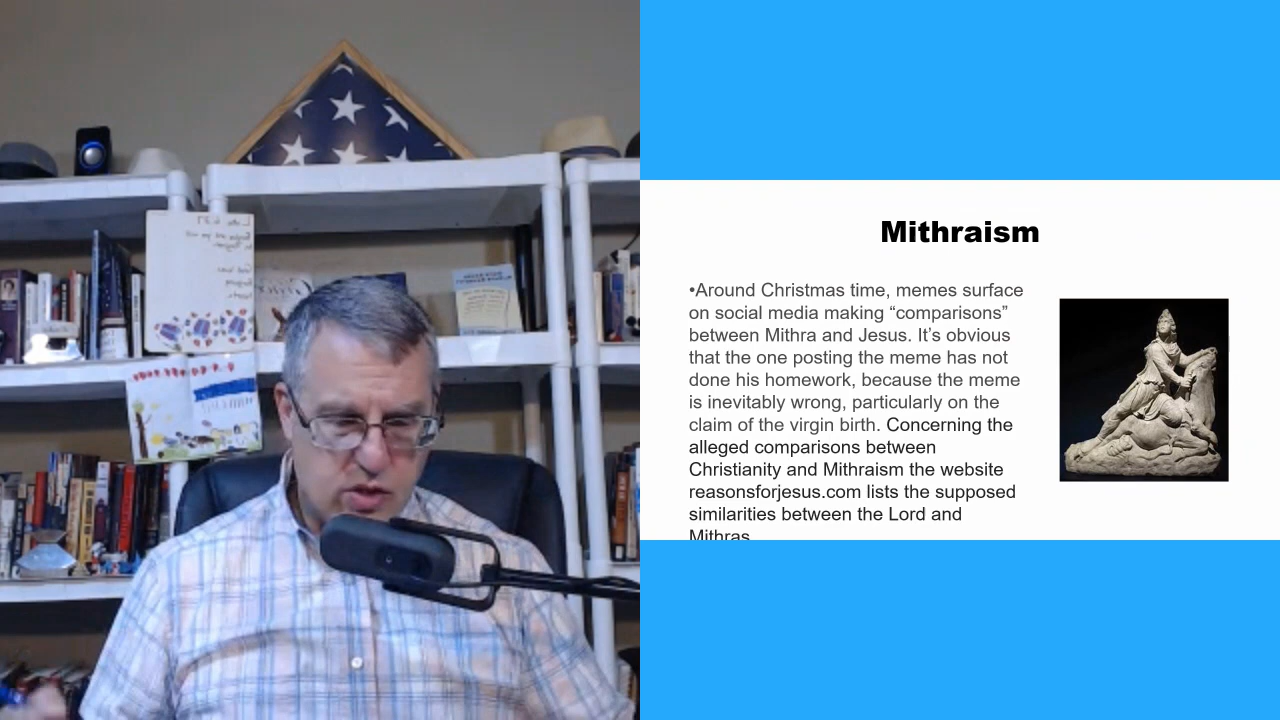 Mithraism
•Around Christmas time, memes surface
on social media making “comparisons”
between Mithra and Jesus. It’s obvious
that the one posting the meme has not
done his homework, because the meme
is inevitably wrong, particularly on the
claim of the virgin birth. Concerning the
alleged comparisons between
Christianity and Mithraism the website
reasonsforjesus.com lists the supposed
similarities between the Lord and
Mithras